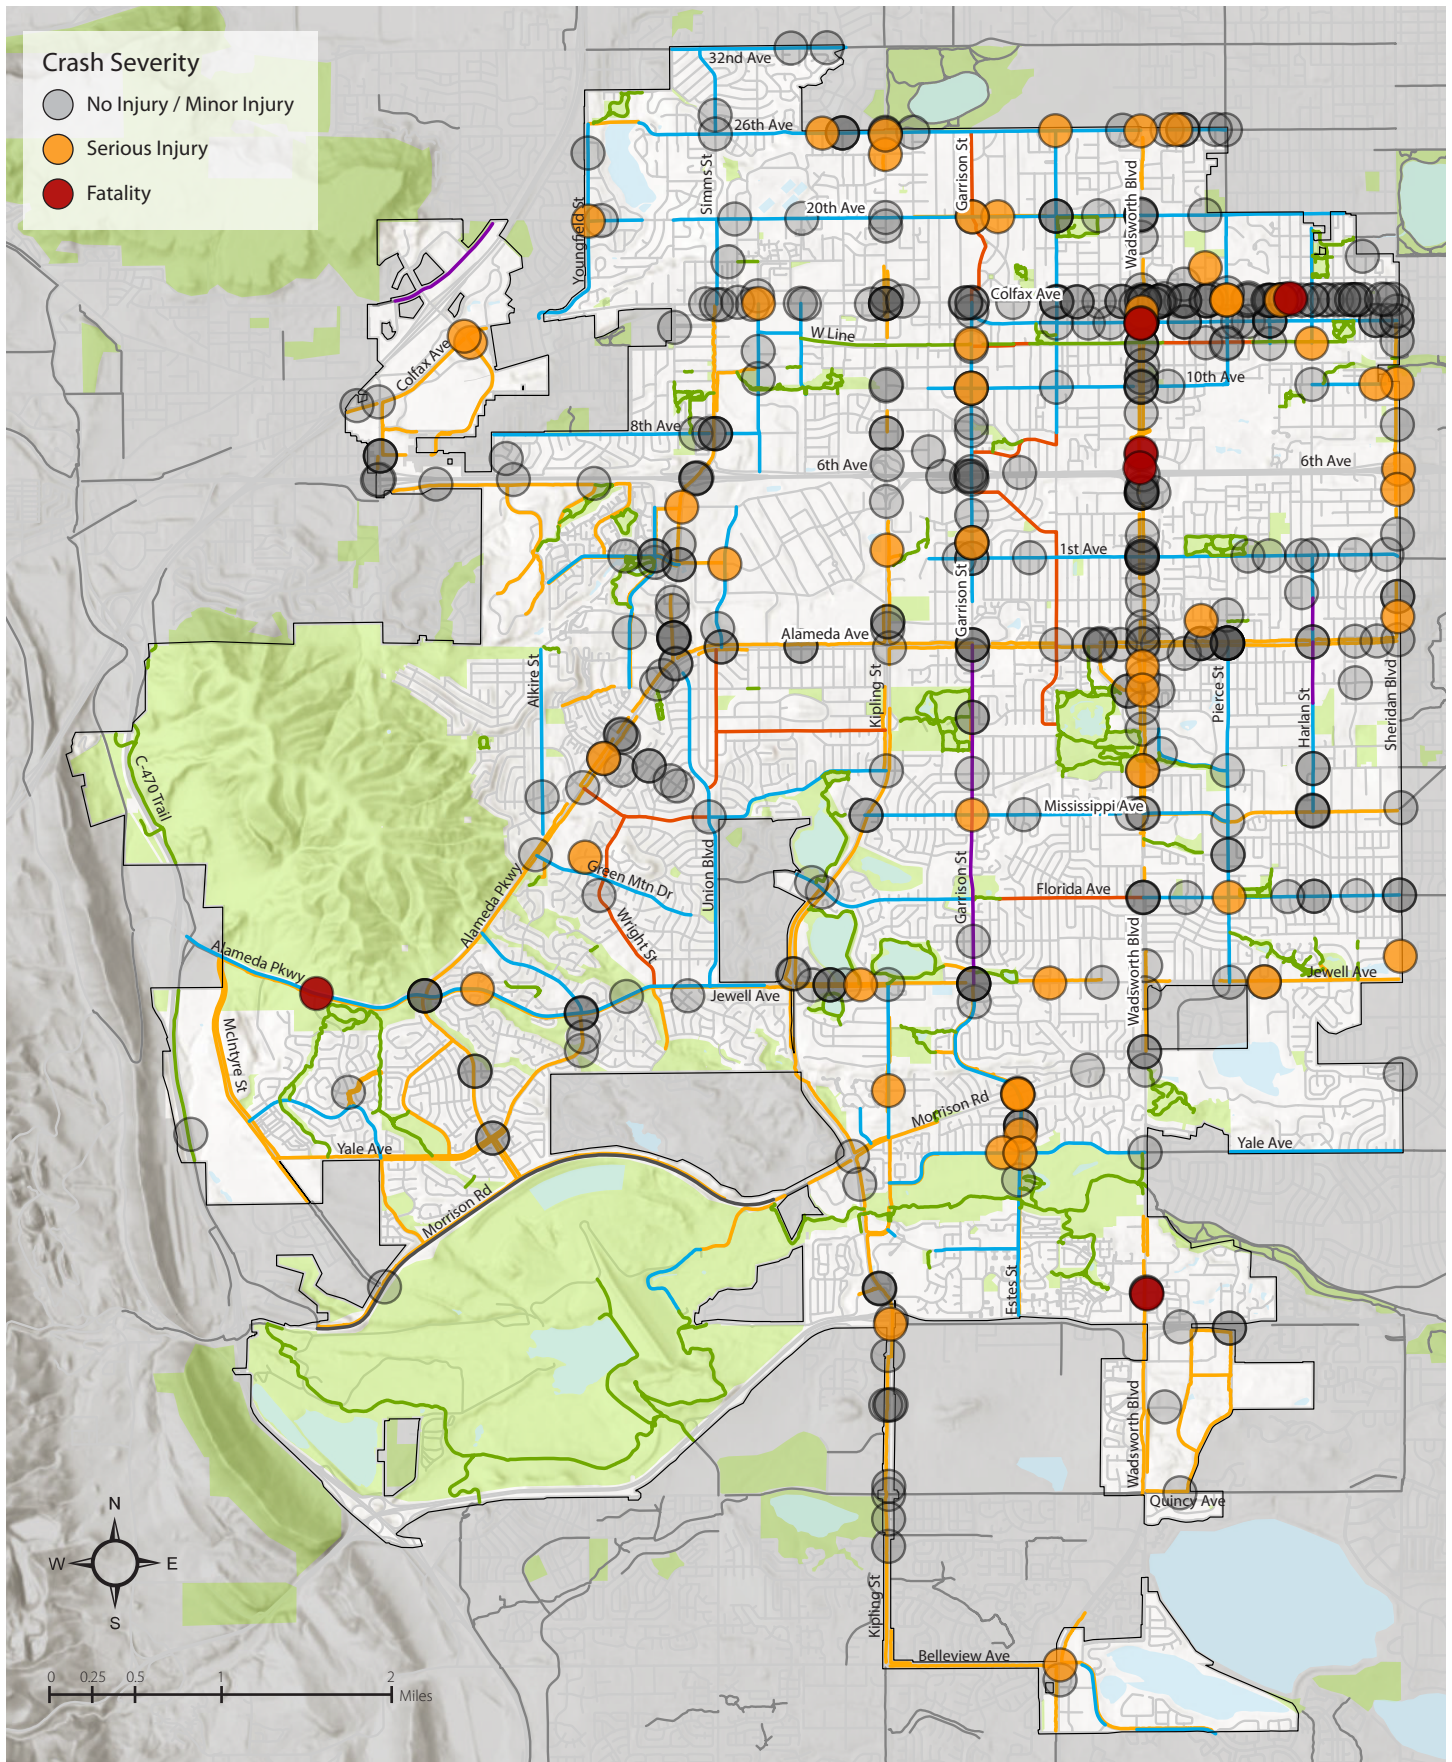 Crash Severity
No Injury / Minor Injury
Serious Injury
Fatality
32nd Ave
26th Ave
Simms St
Garrison St
Wadsworth Blvd
Youngfield St
20th Ave
Colfax Ave
W Line
Colfax Ave
10th Ave
8th Ave
6th Ave
6th Ave
1st Ave
Garrison St
Alameda Ave
Alkire St
Kipling St
Pierce St
Harlan St
Sheridan Blvd
C-470 Trail
Mississippi Ave
Green Mtn Dr
Union Blvd
Garrison St
Florida Ave
Alameda Pkwy
Wright St
Wadsworth Blvd
Alameda Pkwy
Jewell Ave
Jewell Ave
McIntyre St
Morrison Rd
Yale Ave
Yale Ave
Morrison Rd
Estes St
Wadsworth Blvd
Quincy Ave
N
W
E
S
Kipling St
Belleview Ave
0 0.25 0.5 1 2
Miles